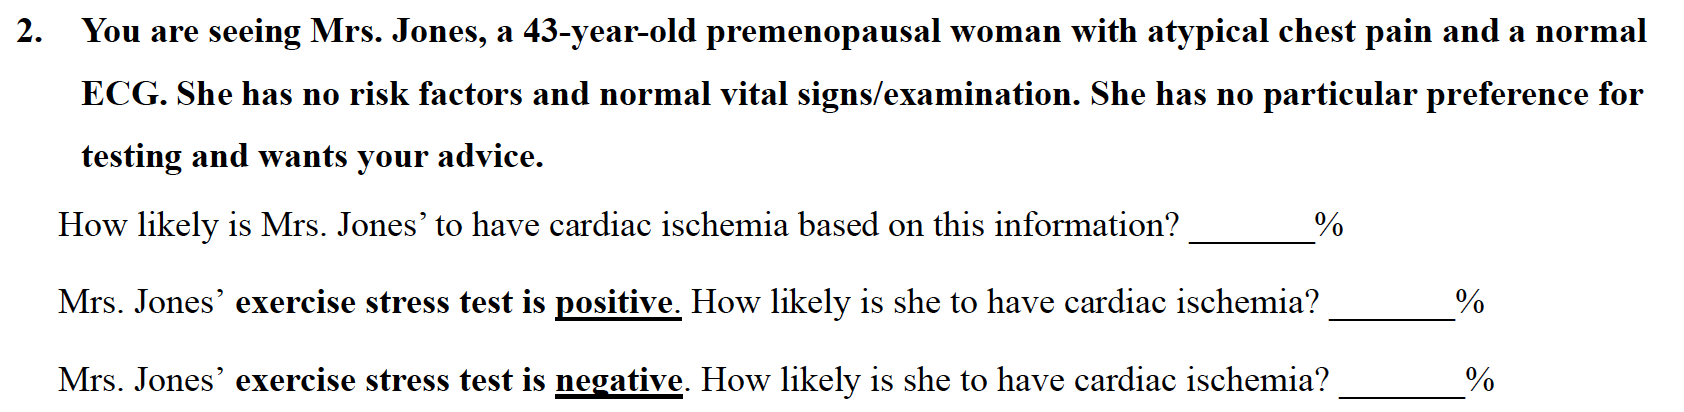 2. You are seeing Mrs. Jones, a 43-year-old premenopausal woman with atypical chest pain and a normal
ECG. She has no risk factors and normal vital signs/examination. She has no particular preference for
testing and wants your advice.
How likely is Mrs. Jones’ to have cardiac ischemia based on this information? _______%
Mrs. Jones’ exercise stress test is positive. How likely is she to have cardiac ischemia? _______%
Mrs. Jones’ exercise stress test is negative. How likely is she to have cardiac ischemia? _______%